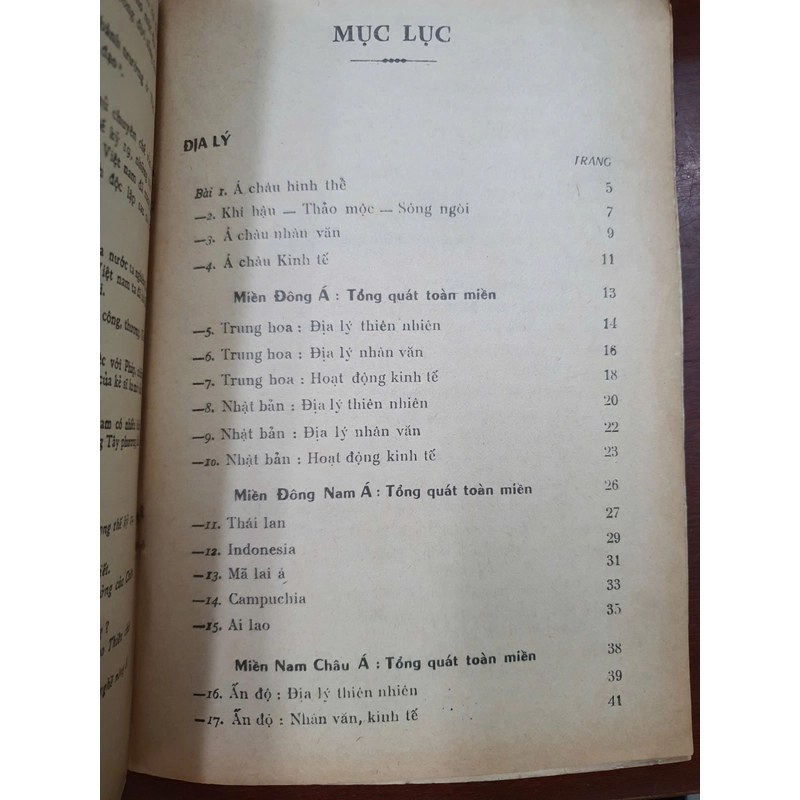 MỤC LỤC
ĐỊA LÝ
TRANG
Bài 1. Á châu hình thể 5
—2. Khí hậu — Thảo mộc — Sông ngòi 7
—3. Á châu nhân văn 9
—4. Á châu Kinh tế 11
Miền Đông Á : Tổng quát toàn miền 13
—5. Trung hoa : Địa lý thiên nhiên 14
—6. Trung hoa : Địa lý nhân văn 16
—7. Trung hoa : Hoạt động kinh tế 18
—8. Nhật bản : Địa lý thiên nhiên 20
—9. Nhật bản : Địa lý nhân văn 22
—10. Nhật bản : Hoạt động kinh tế 23
Miền Đông Nam Á : Tổng quát toàn miền 26
—11. Thái lan 27
—12. Indonesia 29
—13. Mã lai á 31
—14. Campuchia 33
—15. Ai lao 35
Miền Nam Châu Á : Tổng quát toàn miền 38
—16. Ấn độ : Địa lý thiên nhiên 39
—17. Ấn độ : Nhân văn, kinh tế 41